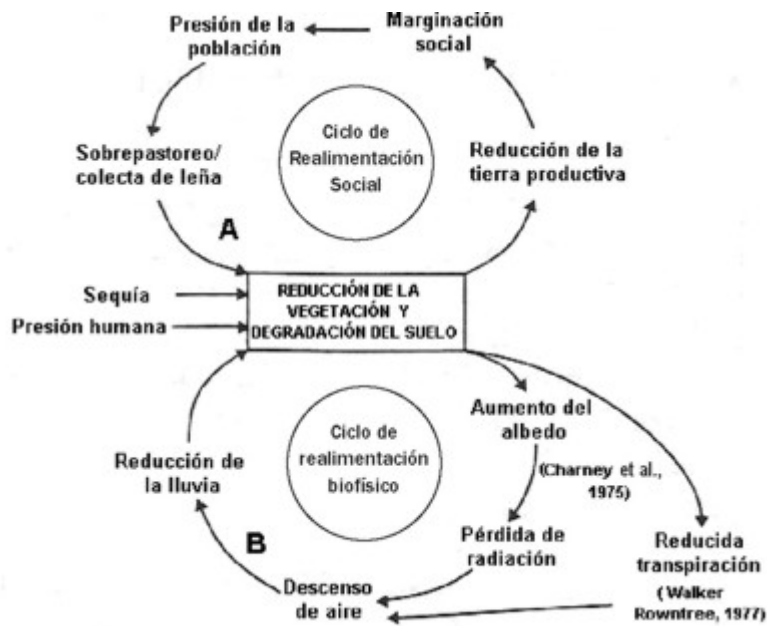 Presión de la
población
Marginación
social
Sobrepastoreo/
colecta de leña
Ciclo de
Realimentación
Social
Reducción de la
tierra productiva
A
Sequía
Presión humana
REDUCCIÓN DE LA
VEGETACIÓN Y
DEGRADACIÓN DEL SUELO
Aumento del
albedo
(Charney et al.,
1975)
Ciclo de
realimentación
biofísico
Reducción de
la lluvia
B
Pérdida de
radiación
Reducida
transpiración
(Walker
Rowntree, 1977)
Descenso
de aire